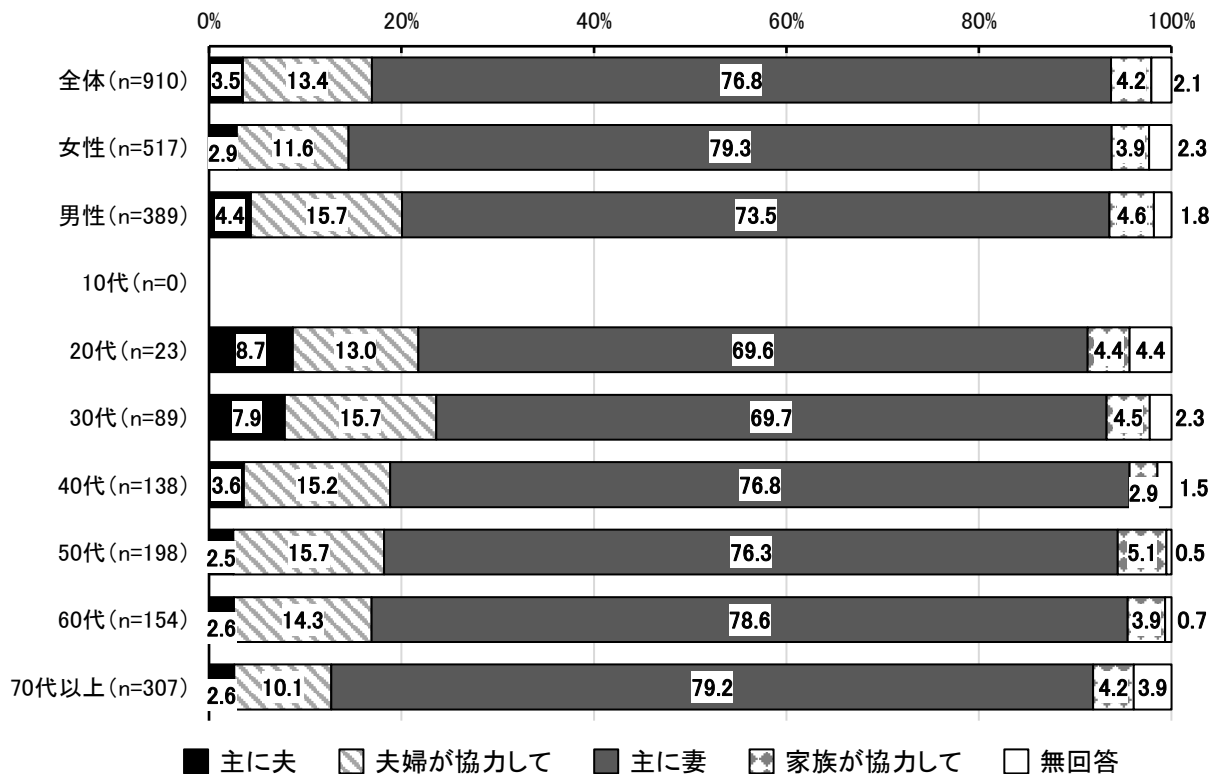 0% 20% 40% 60% 80% 100%
全体(n=910) 3.5 13.4 76.8 4.2 2.1
女性(n=517) 2.9 11.6 79.3 3.9 2.3
男性(n=389) 4.4 15.7 73.5 4.6 1.8
10代(n=0)
20代(n=23) 8.7 13.0 69.6 4.4 4.4
30代(n=89) 7.9 15.7 69.7 4.5 2.3
40代(n=138) 3.6 15.2 76.8 2.9 1.5
50代(n=198) 2.5 15.7 76.3 5.1 0.5
60代(n=154) 2.6 14.3 78.6 3.9 0.7
70代以上(n=307) 2.6 10.1 79.2 4.2 3.9
主に夫 夫婦が協力して 主に妻 家族が協力して 無回答